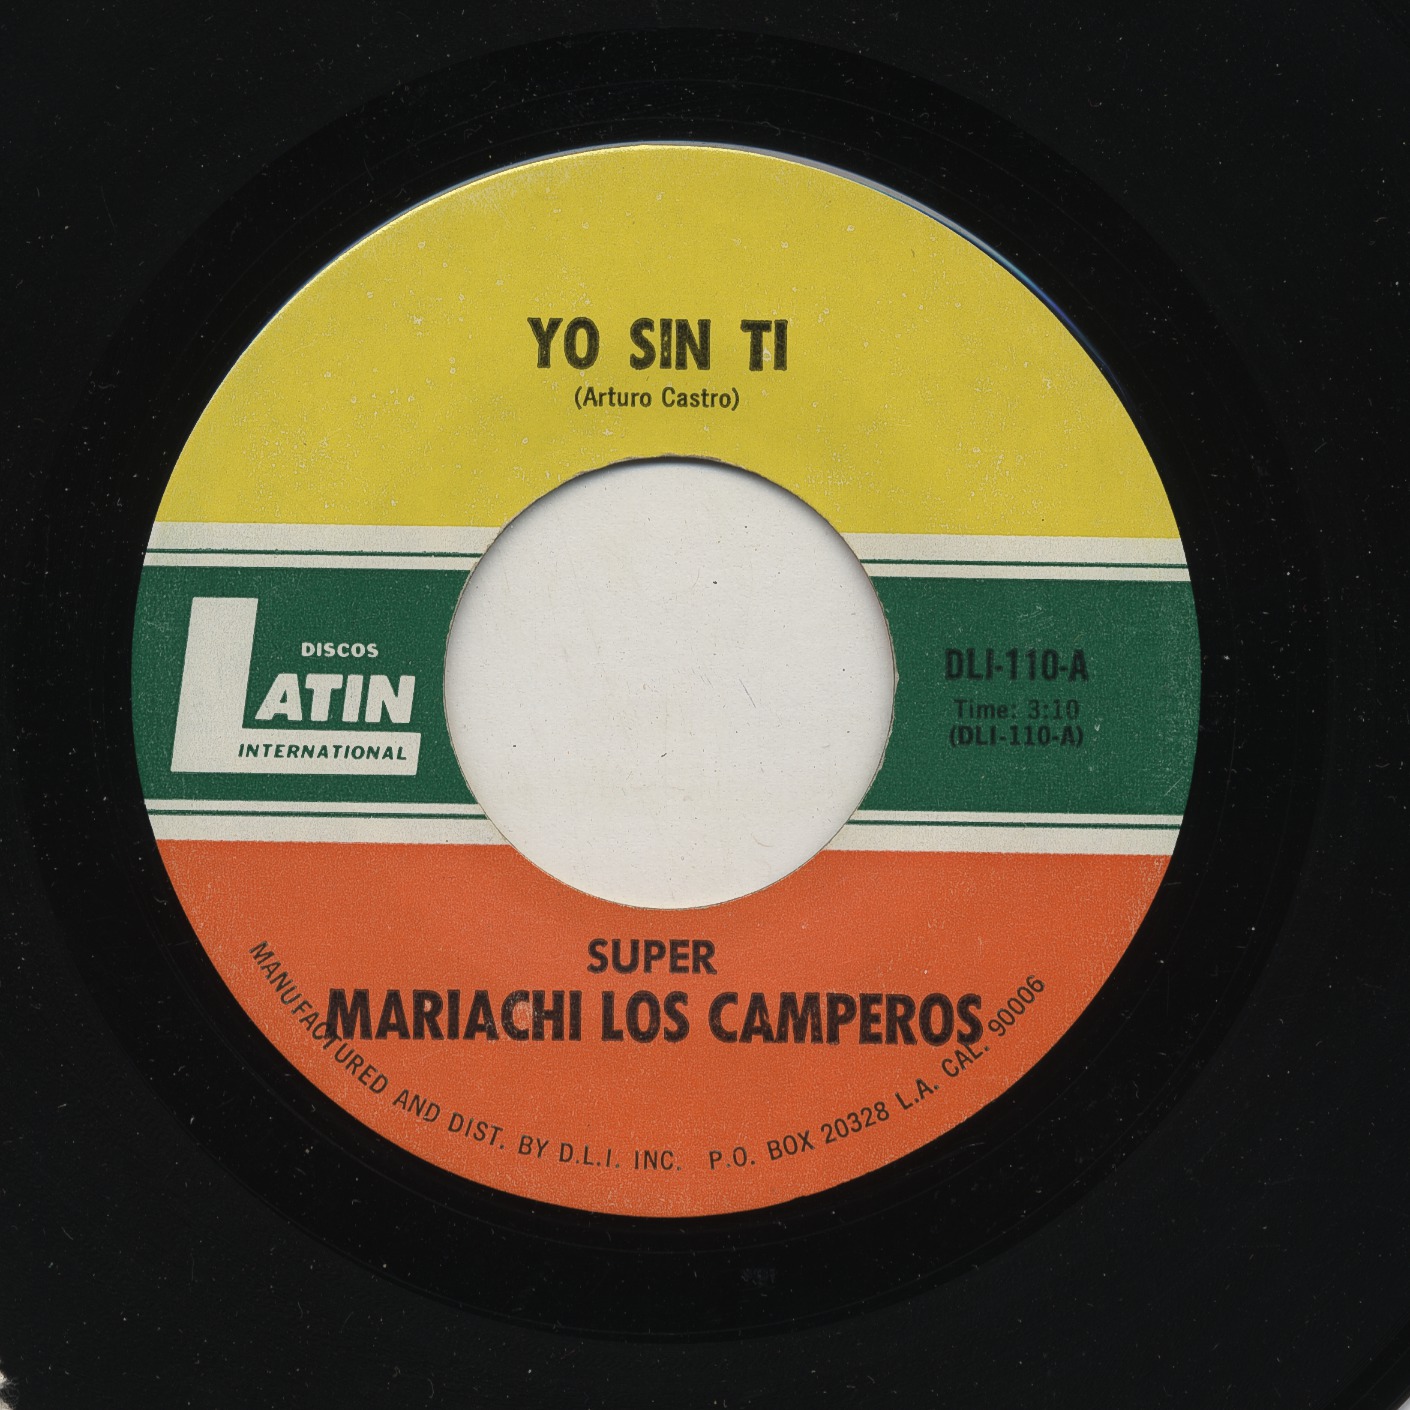 YO SIN TI
(Arturo Castro)
DISCOS
LATIN
INTERNATIONAL
DLI-110-A
Time: 3:10
(DLI-110-A)
SUPER
MARIACHI LOS CAMPEROS
MANUFACTURED AND DIST. BY D.L.I. INC. P.O. BOX 20328 L.A. CAL. 90006